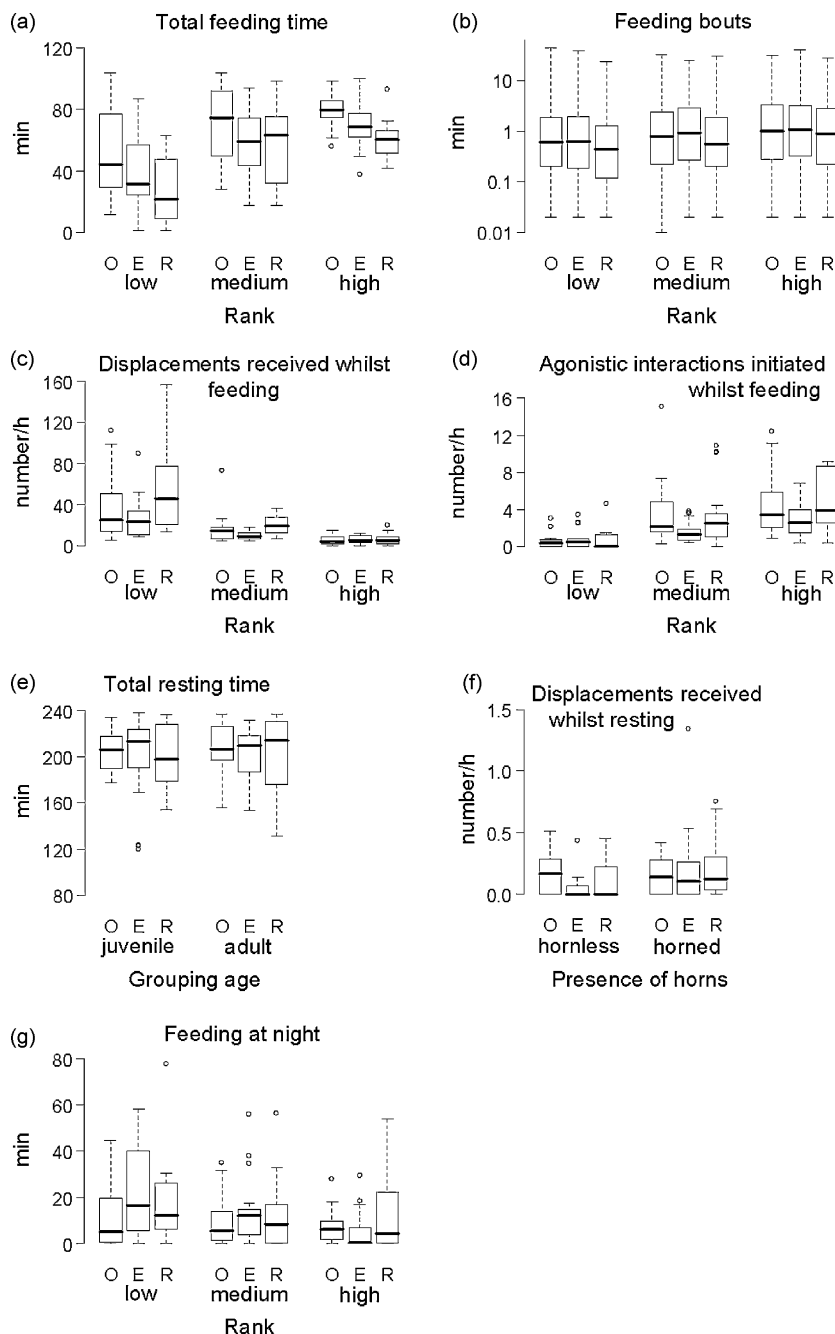 (a) Total feeding time
120
80
40
0
min
O E R O E R O E R
low medium high
Rank
(b) Feeding bouts
10
1
0.1
0.01
min
O E R O E R O E R
low medium high
Rank
(c) Displacements received whilst
feeding
160
120
80
40
0
number/h
O E R O E R O E R
low medium high
Rank
(d) Agonistic interactions initiated
whilst feeding
16
12
8
4
0
number/h
O E R O E R O E R
low medium high
Rank
(e) Total resting time
240
200
160
120
80
min
O E R O E R
juvenile adult
Grouping age
(f) Displacements received
whilst resting
1.5
1.0
0.5
0.0
number/h
O E R O E R
hornless horned
Presence of horns
(g) Feeding at night
80
60
40
20
0
min
O E R O E R O E R
low medium high
Rank